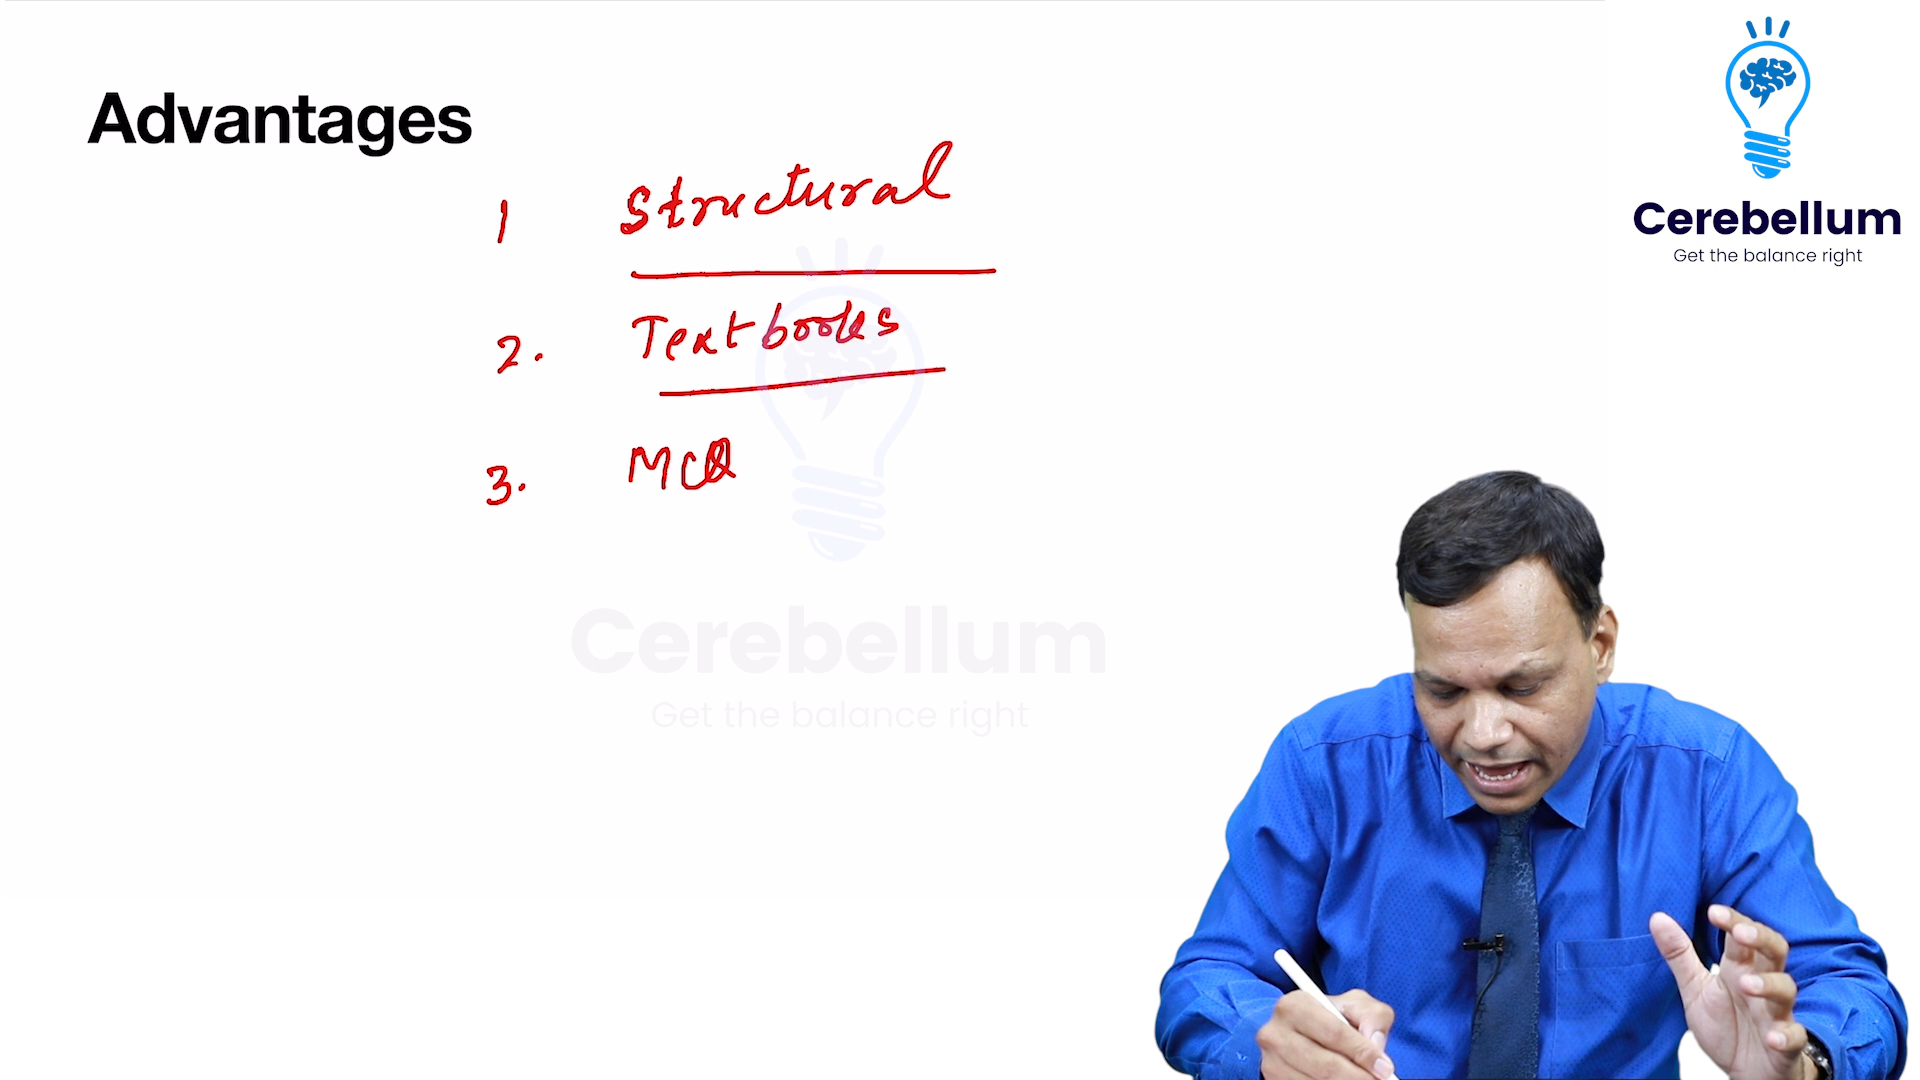 Advantages
1 Structural
2. Textbooks
3. MCQ
Cerebellum
Get the balance right
Cerebellum
Get the balance right